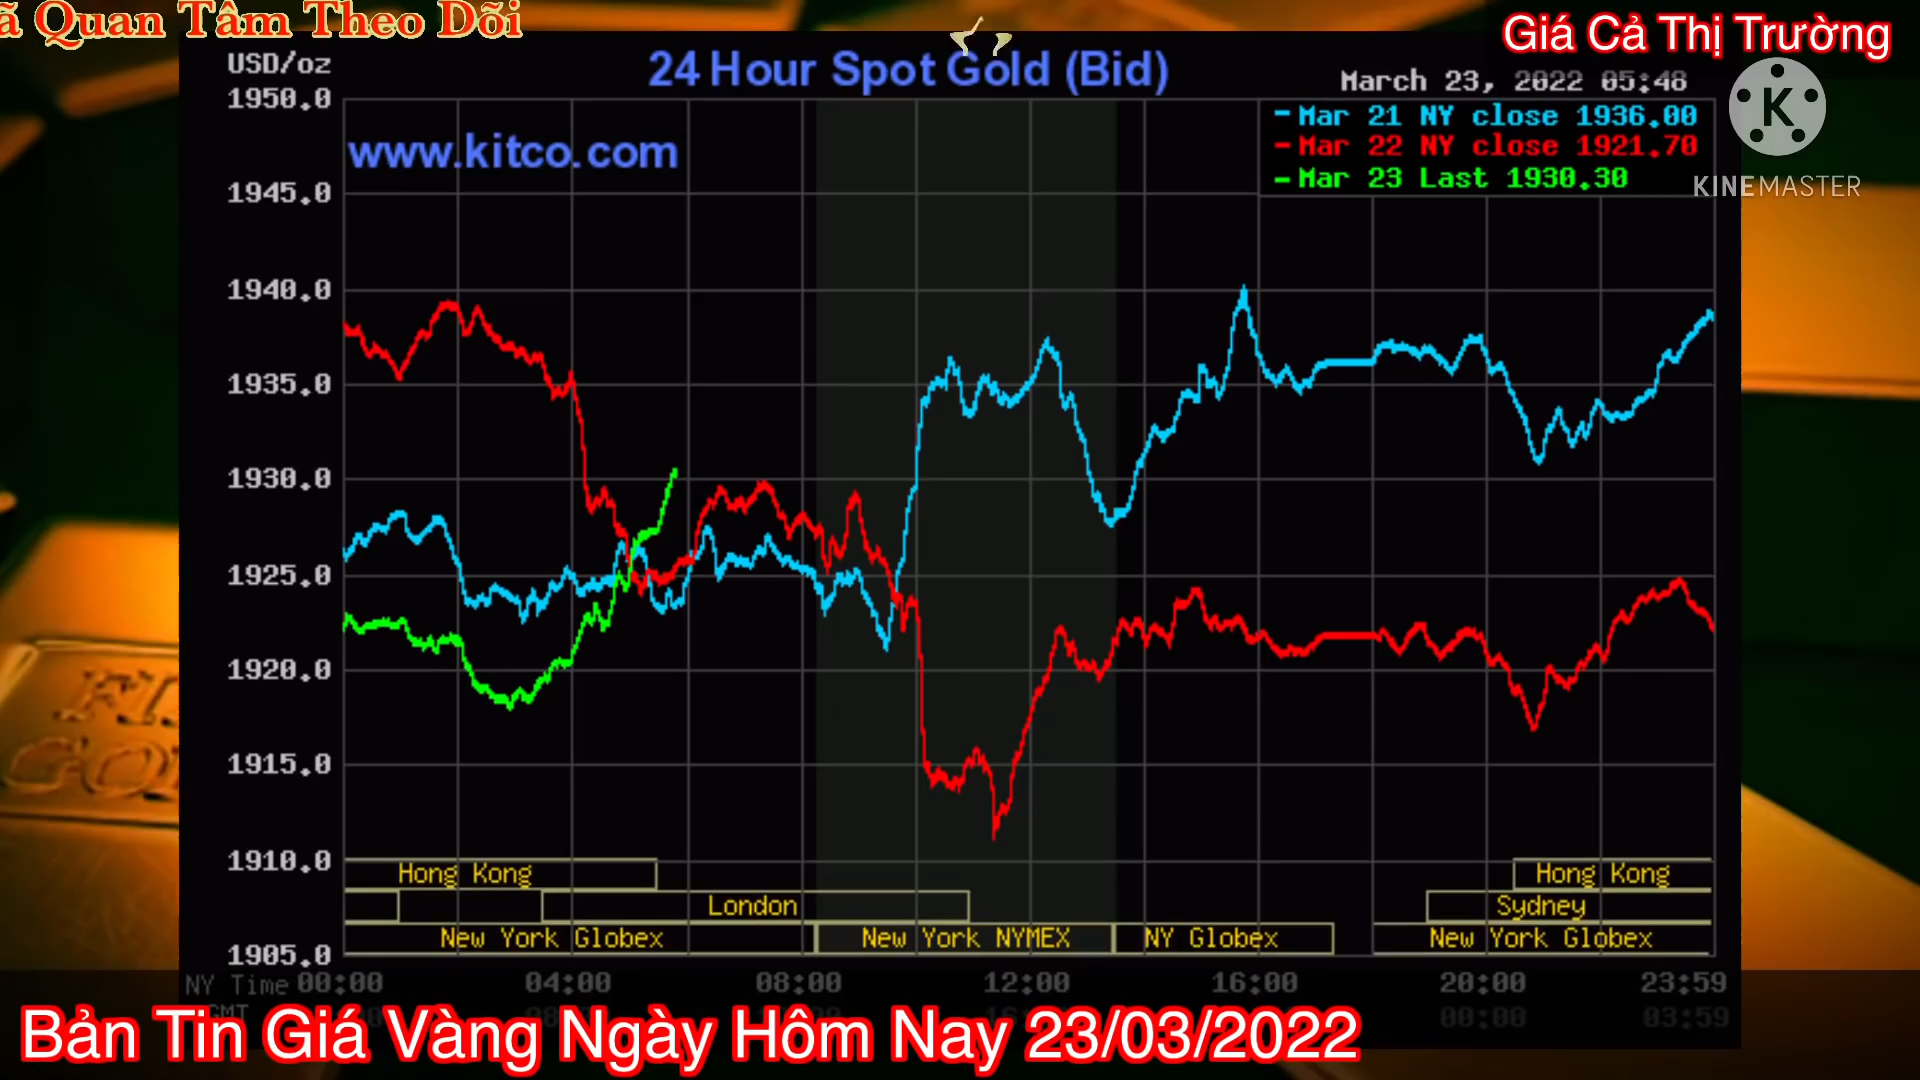 ã Quan Tâm Theo Dõi
Giá Cả Thị Trường
USD/oz
24 Hour Spot Gold (Bid)
March 23, 2022 05:48
www.kitco.com
Mar 21 NY close 1936.00
Mar 22 NY close 1921.70
Mar 23 Last 1930.30
K
KINEMASTER
1950.0
1945.0
1940.0
1935.0
1930.0
1925.0
1920.0
1915.0
1910.0
1905.0
Hong Kong
Hong Kong
London
Sydney
New York Globex
New York NYMEX
NY Globex
New York Globex
NY Time 00:00 04:00 08:00 12:00 16:00 20:00 23:59
GMT 00:00 03:59
Bản Tin Giá Vàng Ngày Hôm Nay 23/03/2022